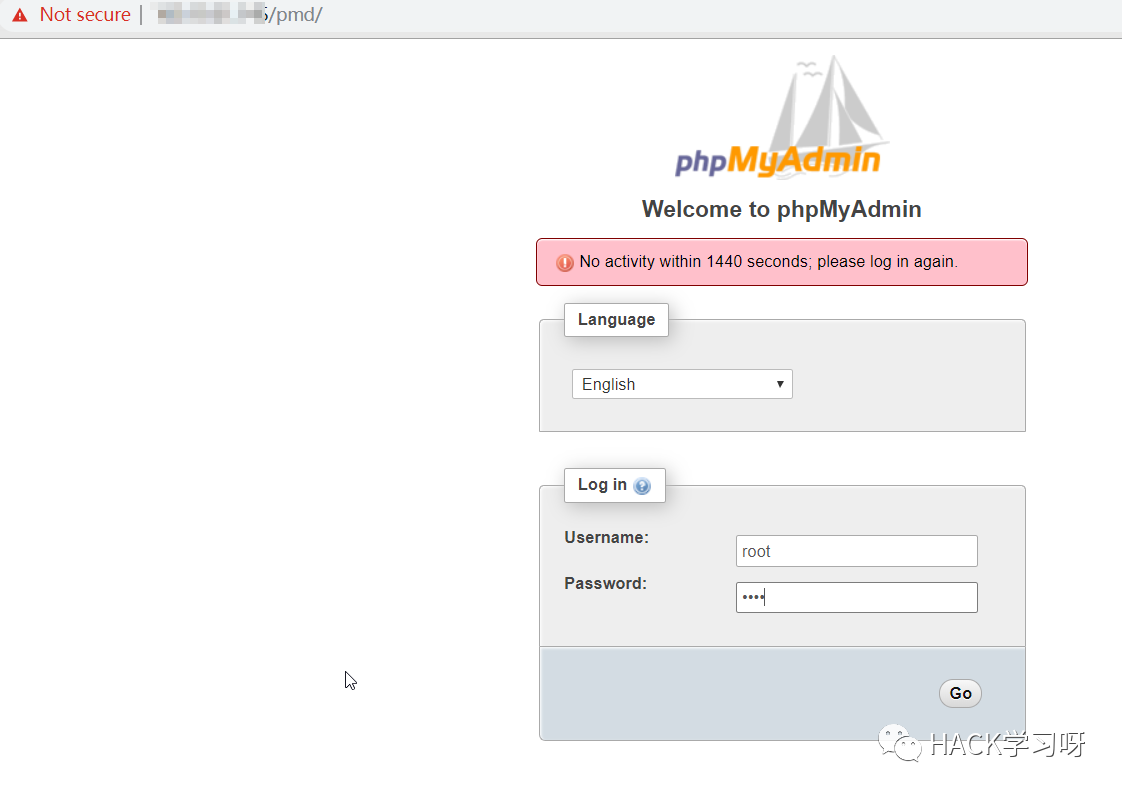 Not secure | /pmd/
phpMyAdmin
Welcome to phpMyAdmin
No activity within 1440 seconds; please log in again.
Language
English
Log in
Username:
root
Password:
••••
Go
HACK学习呀